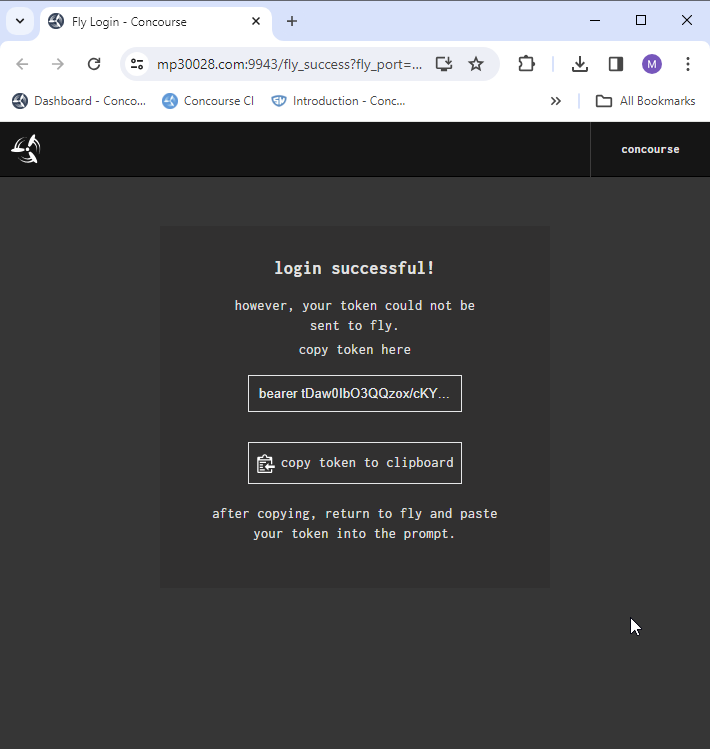 Fly Login - Concourse
mp30028.com:9943/fly_success?fly_port=...
M
Dashboard - Conco...
Concourse CI
Introduction - Conc...
All Bookmarks
concourse
login successful!
however, your token could not be
sent to fly.
copy token here
bearer tDaw0IbO3QQzox/cKY...
copy token to clipboard
after copying, return to fly and paste
your token into the prompt.